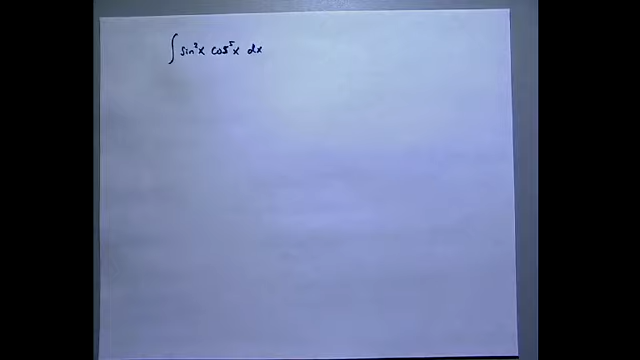 ∫ sin²x cos⁵x dx